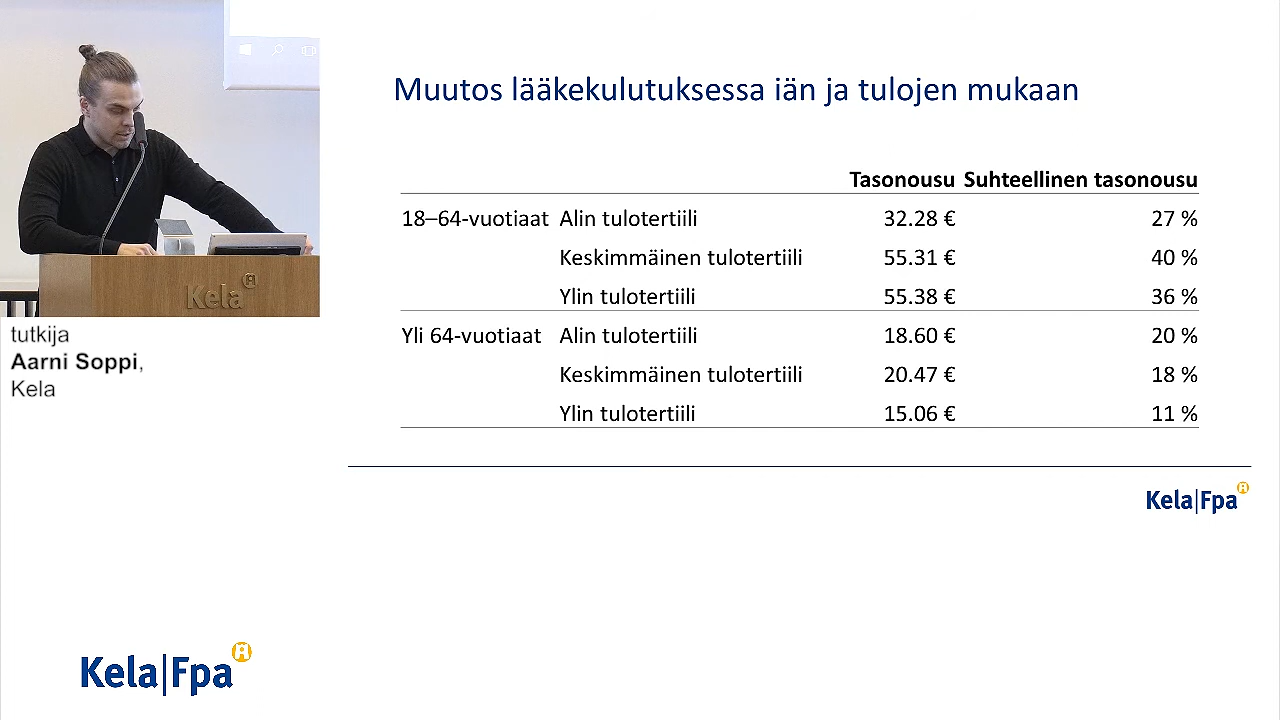 Muutos lääkekulutuksessa iän ja tulojen mukaan
Tasonousu Suhteellinen tasonousu
18–64-vuotiaat Alin tulotertiili 32.28 € 27 %
Keskimmäinen tulotertiili 55.31 € 40 %
Ylin tulotertiili 55.38 € 36 %
Yli 64-vuotiaat Alin tulotertiili 18.60 € 20 %
Keskimmäinen tulotertiili 20.47 € 18 %
Ylin tulotertiili 15.06 € 11 %
Kela|Fpa
Kela
tutkija
Aarni Soppi,
Kela
Kela|Fpa